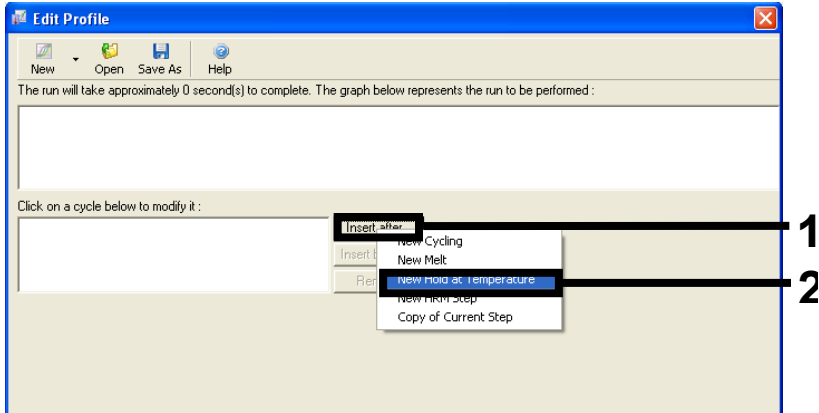 Edit Profile
New Open Save As Help
The run will take approximately 0 second(s) to complete. The graph below represents the run to be performed :
Click on a cycle below to modify it :
Insert after
1
New Cycling
Insert
New Melt
New Hold at Temperature
2
New HRM Step
Copy of Current Step